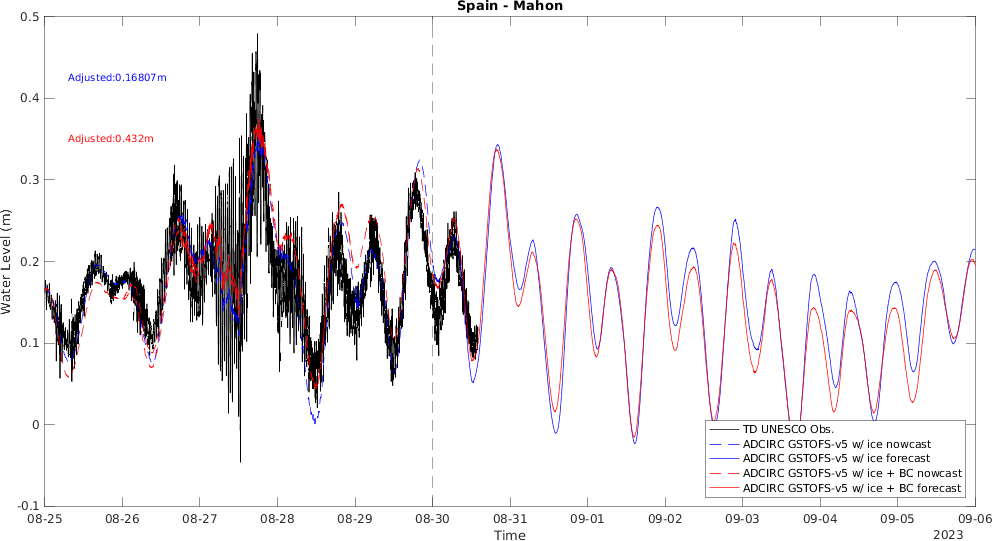 Spain - Mahon
Water Level (m)
0.5
0.4
0.3
0.2
0.1
0
-0.1
Adjusted:0.16807m
Adjusted:0.432m
TD UNESCO Obs.
ADCIRC GSTOFS-v5 w/ ice nowcast
ADCIRC GSTOFS-v5 w/ ice forecast
ADCIRC GSTOFS-v5 w/ ice + BC nowcast
ADCIRC GSTOFS-v5 w/ ice + BC forecast
08-25 08-26 08-27 08-28 08-29 08-30 08-31 09-01 09-02 09-03 09-04 09-05 09-06
Time
2023